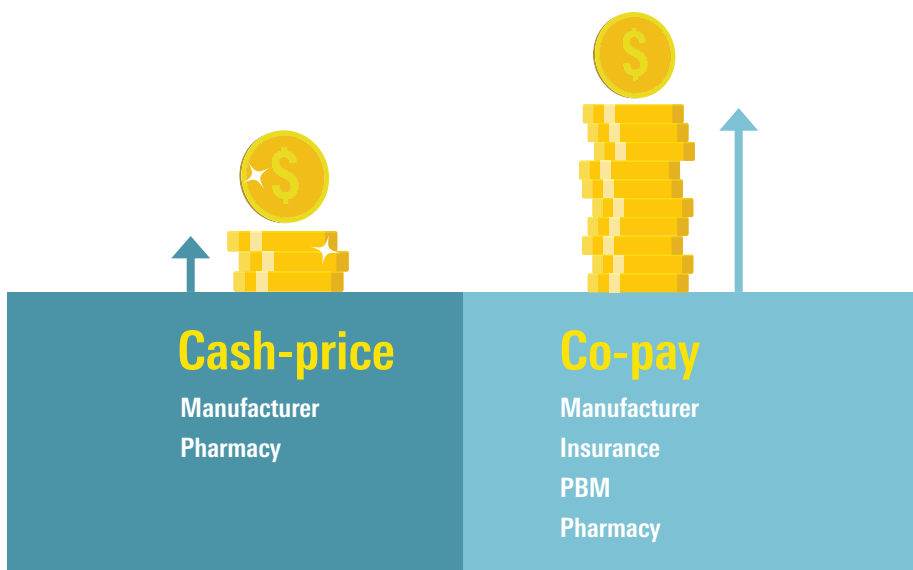 $
$
Cash-price
Manufacturer
Pharmacy
Co-pay
Manufacturer
Insurance
PBM
Pharmacy